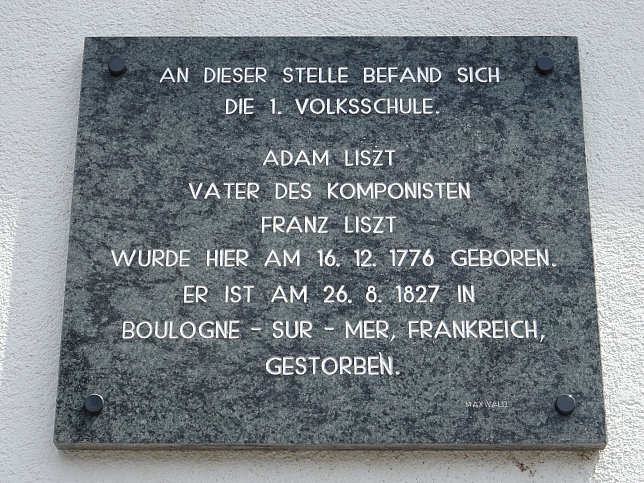 AN DIESER STELLE BEFAND SICH
DIE 1. VOLKSSCHULE.
ADAM LISZT
VATER DES KOMPONISTEN
FRANZ LISZT
WURDE HIER AM 16. 12. 1776 GEBOREN.
ER IST AM 26. 8. 1827 IN
BOULOGNE - SUR - MER, FRANKREICH,
GESTORBEN.
MAXWALD